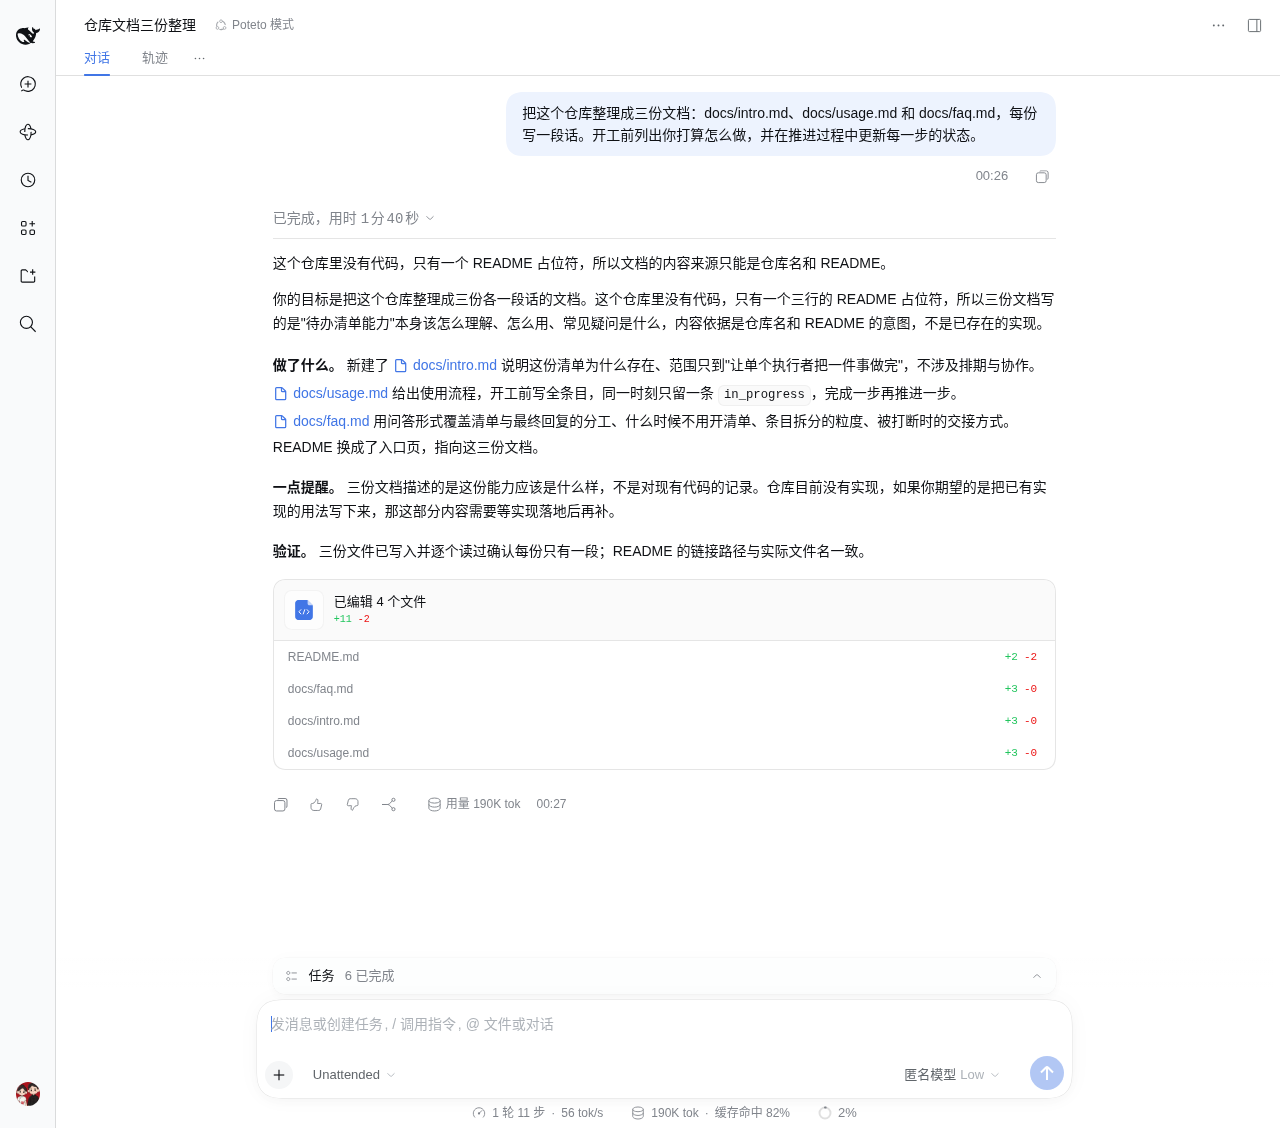 仓库文档三份整理
Poteto 模式
对话
轨迹
把这个仓库整理成三份文档：docs/intro.md、docs/usage.md 和 docs/faq.md，每份
写一段话。开工前列出你打算怎么做，并在推进过程中更新每一步的状态。
00:26
已完成，用时 1分40秒
这个仓库里没有代码，只有一个 README 占位符，所以文档的内容来源只能是仓库名和 README。
你的目标是把这个仓库整理成三份各一段话的文档。这个仓库里没有代码，只有一个三行的 README 占位符，所以三份文档写
的是"待办清单能力"本身该怎么理解、怎么用、常见疑问是什么，内容依据是仓库名和 README 的意图，不是已存在的实现。
做了什么。 新建了 docs/intro.md 说明这份清单为什么存在、范围只到"让单个执行者把一件事做完"，不涉及排期与协作。
docs/usage.md 给出使用流程，开工前写全条目，同一时刻只留一条 in_progress，完成一步再推进一步。
docs/faq.md 用问答形式覆盖清单与最终回复的分工、什么时候不用开清单、条目拆分的粒度、被打断时的交接方式。
README 换成了入口页，指向这三份文档。
一点提醒。 三份文档描述的是这份能力应该是什么样，不是对现有代码的记录。仓库目前没有实现，如果你期望的是把已有实
现的用法写下来，那这部分内容需要等实现落地后再补。
验证。 三份文件已写入并逐个读过确认每份只有一段；README 的链接路径与实际文件名一致。
已编辑 4 个文件
+11 -2
README.md +2 -2
docs/faq.md +3 -0
docs/intro.md +3 -0
docs/usage.md +3 -0
用量 190K tok 00:27
任务 6 已完成
发消息或创建任务, / 调用指令, @ 文件或对话
Unattended
匿名模型 Low
1 轮 11 步 · 56 tok/s 190K tok · 缓存命中 82% 2%